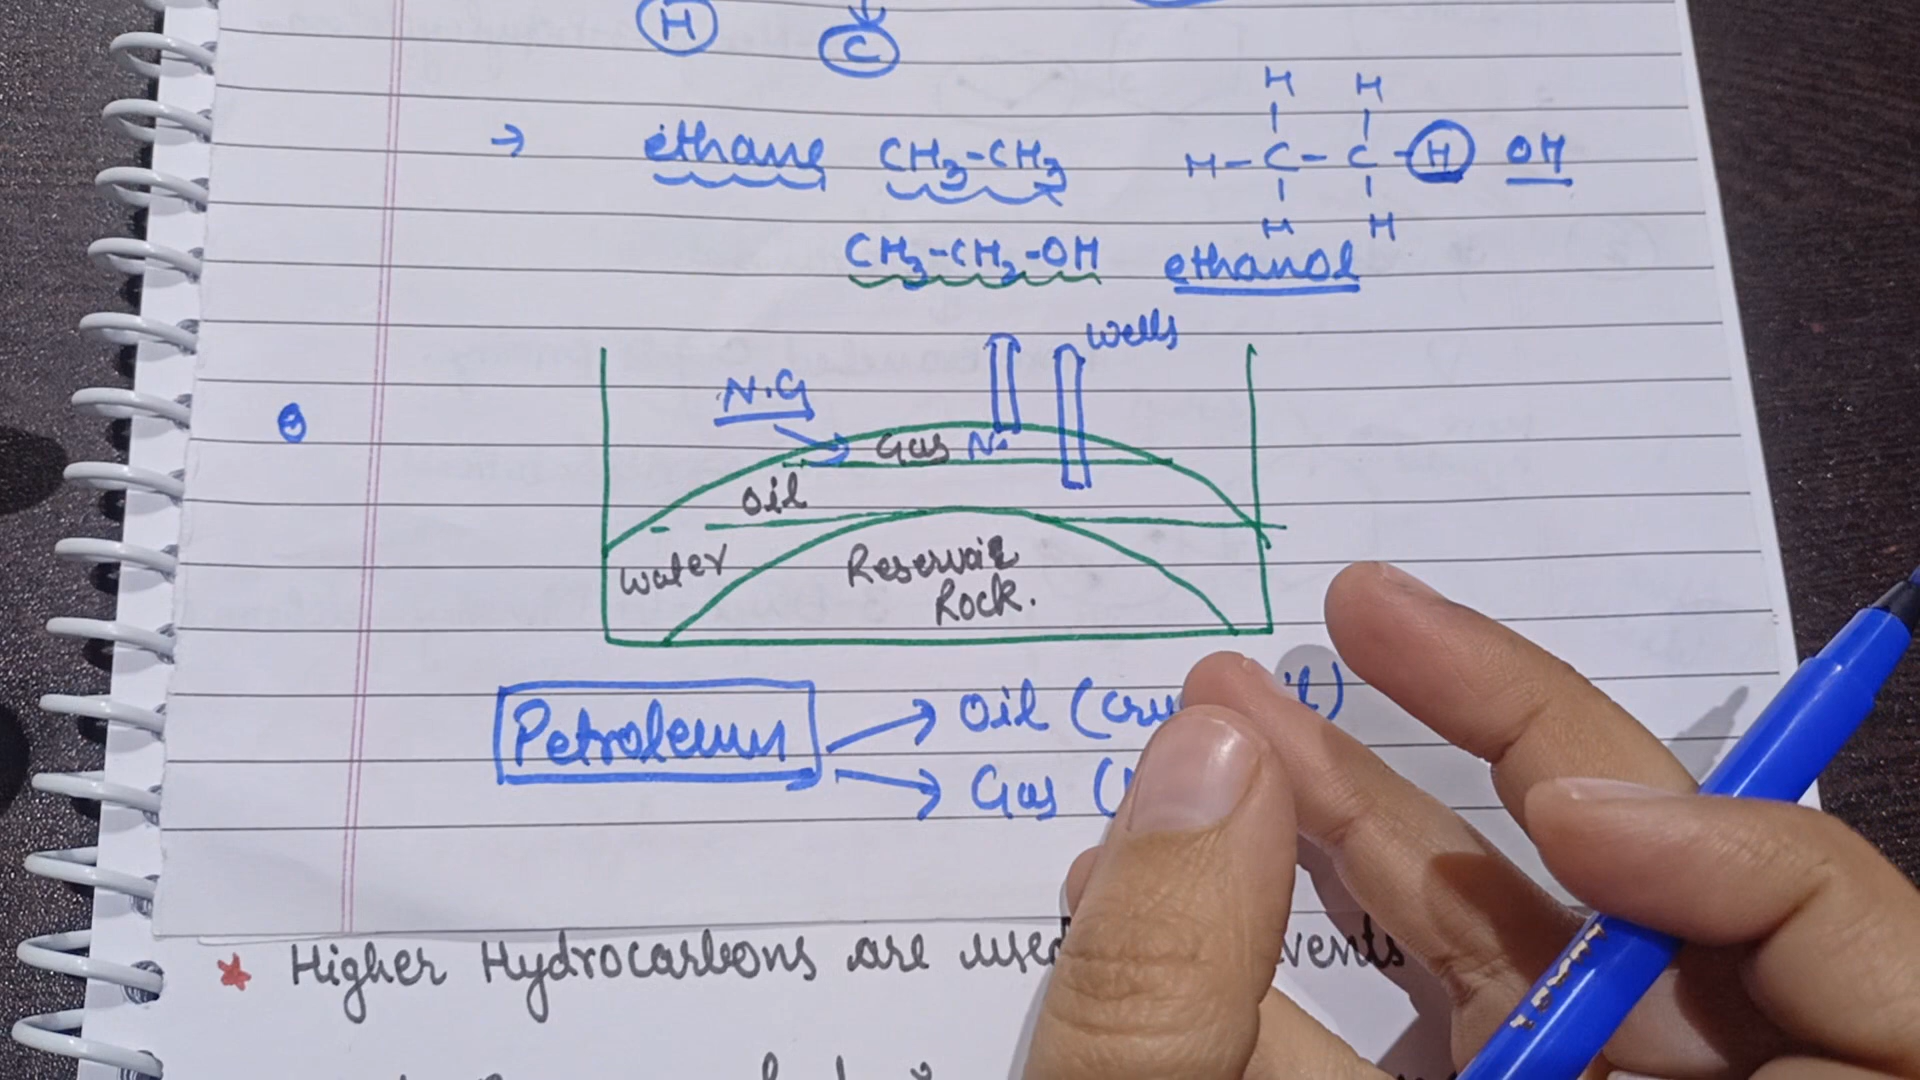 H C
H H
→ ethane CH3-CH3 H-C-C-H OH
H H
CH3-CH2-OH ethanol
wells
N.G
Gas N.
Oil
water Reservoir
Rock.
Petroleum → Oil
→ Gas (
* Higher Hydrocarbons are